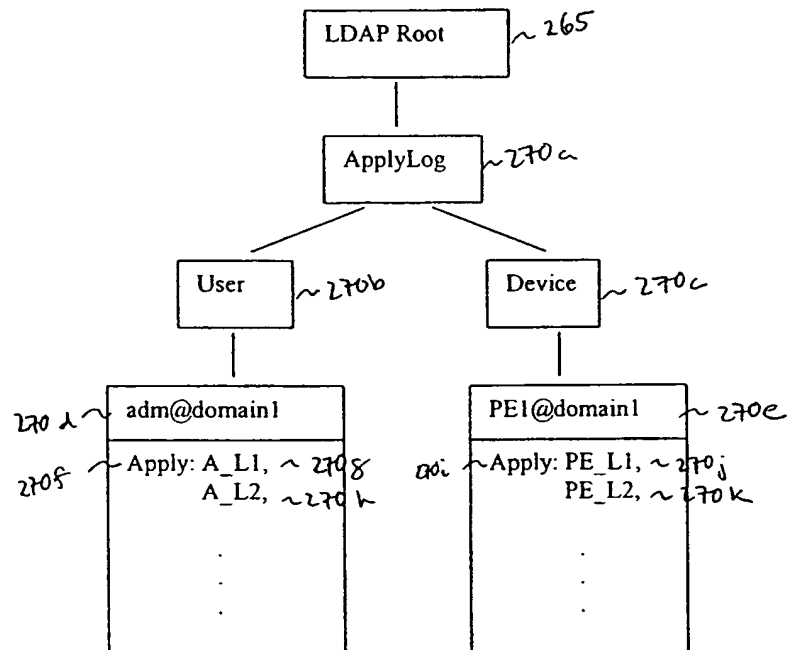 LDAP Root ~ 265
ApplyLog ~270a
User ~ 270b
Device ~ 270c
270d ~ adm@domain1
PE1@domain1 ~ 270e
270f ~ Apply: A_L1, ~ 270g
A_L2, ~ 270h
270i ~ Apply: PE_L1, ~ 270j
PE_L2, ~ 270k